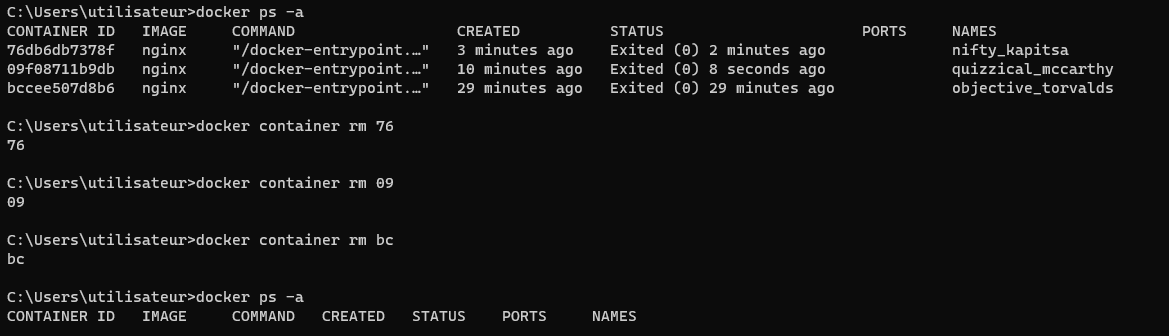 C:\Users\utilisateur>docker ps -a
CONTAINER ID   IMAGE     COMMAND                  CREATED          STATUS                      PORTS     NAMES
76db6db7378f   nginx     "/docker-entrypoint.…"   3 minutes ago    Exited (0) 2 minutes ago              nifty_kapitsa
09f08711b9db   nginx     "/docker-entrypoint.…"   10 minutes ago   Exited (0) 8 seconds ago              quizzical_mccarthy
bccee507d8b6   nginx     "/docker-entrypoint.…"   29 minutes ago   Exited (0) 29 minutes ago             objective_torvalds
C:\Users\utilisateur>docker container rm 76
76
C:\Users\utilisateur>docker container rm 09
09
C:\Users\utilisateur>docker container rm bc
bc
C:\Users\utilisateur>docker ps -a
CONTAINER ID   IMAGE     COMMAND   CREATED   STATUS    PORTS     NAMES